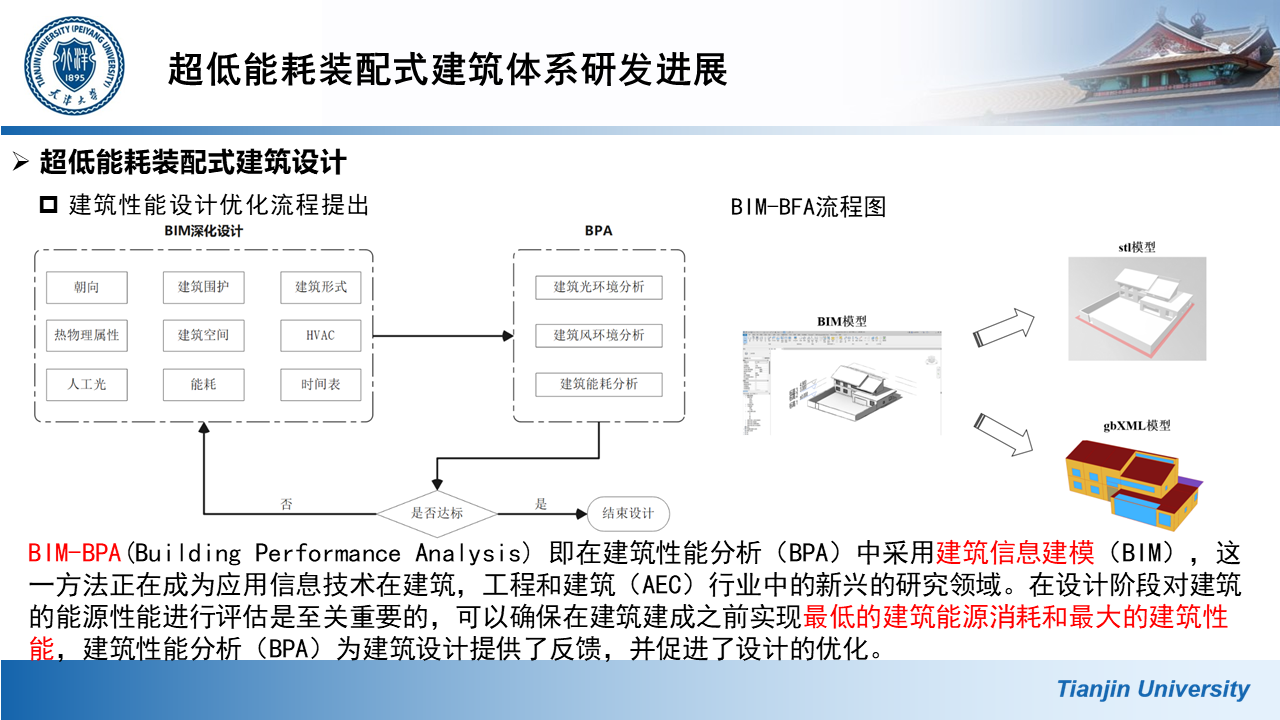 TIANJIN UNIVERSITY (PEIYANG UNIVERSITY)
北洋
1895
天津大学
超低能耗装配式建筑体系研发进展
超低能耗装配式建筑设计
建筑性能设计优化流程提出
BIM-BFA流程图
BIM深化设计
BPA
朝向
建筑围护
建筑形式
热物理属性
建筑空间
HVAC
人工光
能耗
时间表
建筑光环境分析
建筑风环境分析
建筑能耗分析
否
是否达标
是
结束设计
BIM模型
stl模型
gbXML模型
BIM-BPA(Building Performance Analysis) 即在建筑性能分析（BPA）中采用建筑信息建模（BIM），这
一方法正在成为应用信息技术在建筑，工程和建筑（AEC）行业中的新兴的研究领域。在设计阶段对建筑
的能源性能进行评估是至关重要的，可以确保在建筑建成之前实现最低的建筑能源消耗和最大的建筑性
能，建筑性能分析（BPA）为建筑设计提供了反馈，并促进了设计的优化。
Tianjin University